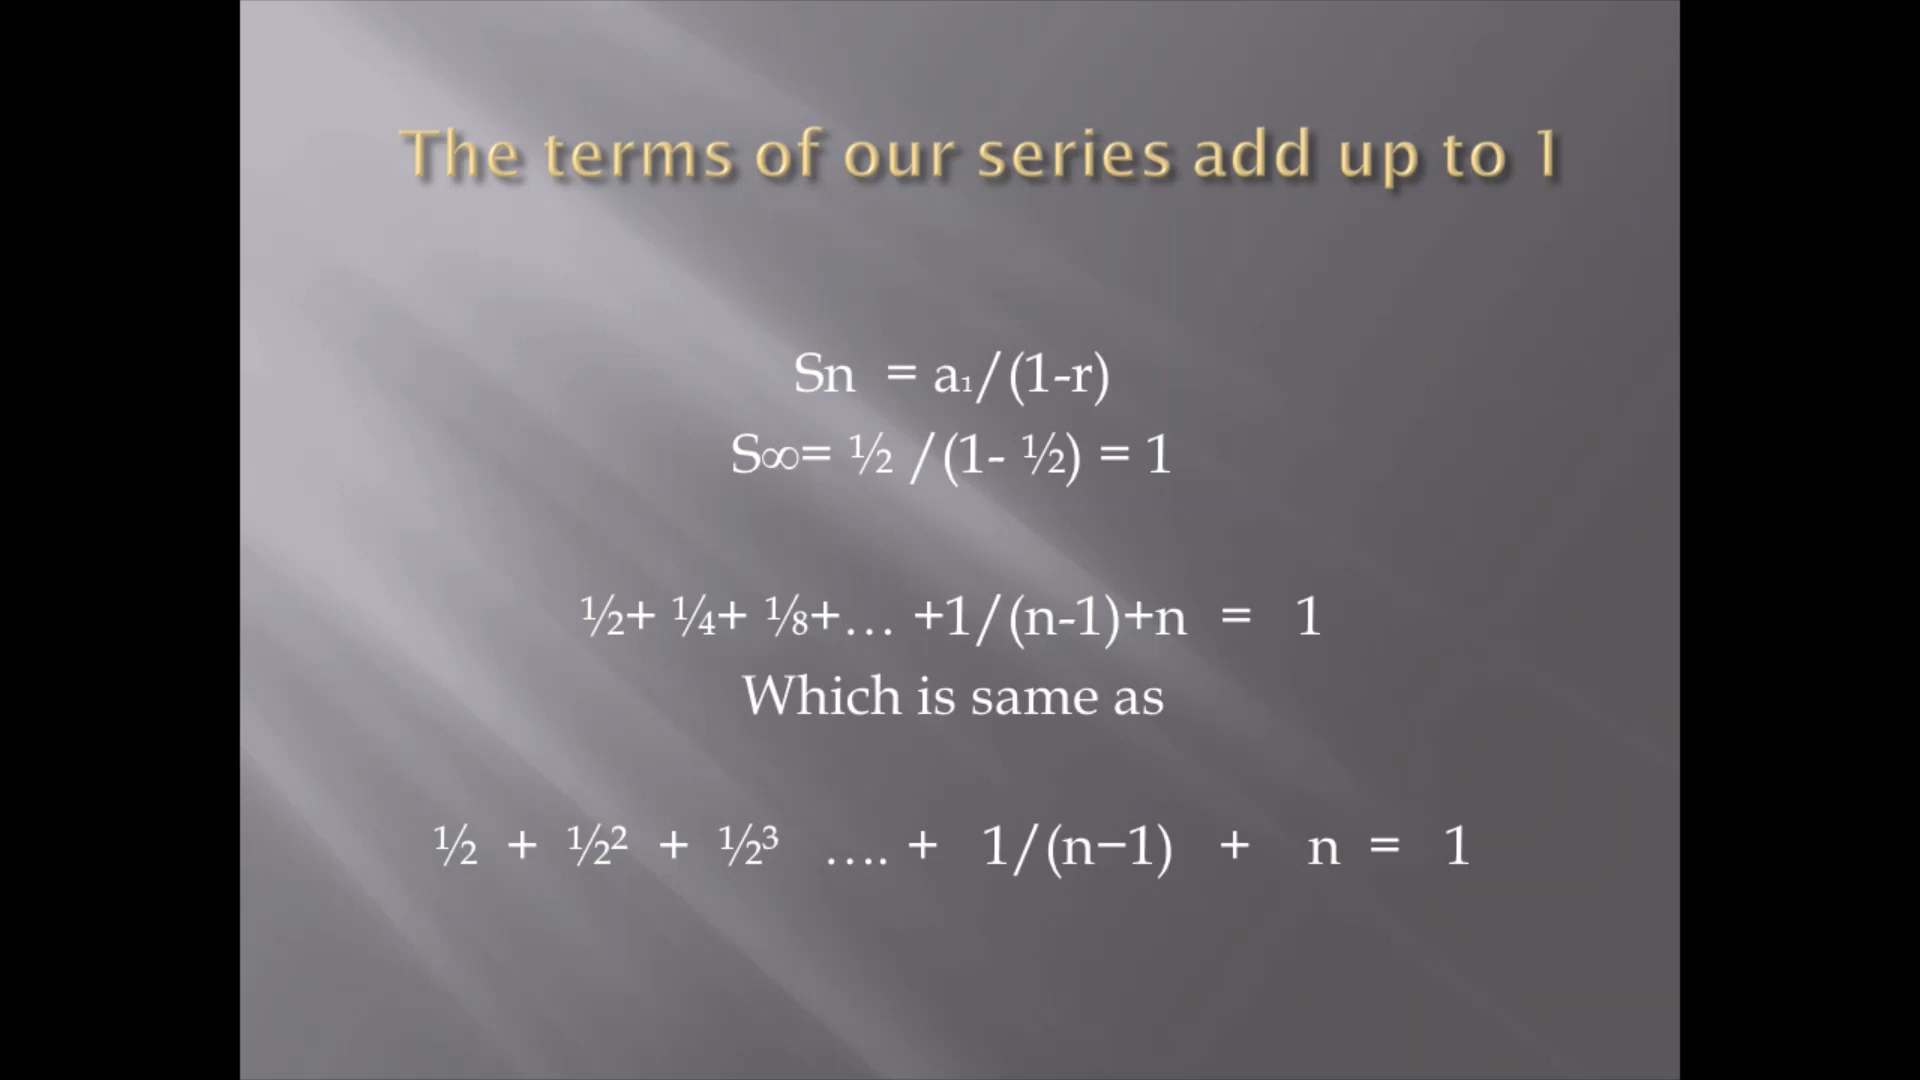 The terms of our series add up to 1
Sn = a₁/(1-r)
S∞= ½ /(1- ½) = 1
½+ ¼+ ⅛+… +1/(n-1)+n = 1
Which is same as
½ + ½² + ½³ …. + 1/(n−1) + n = 1